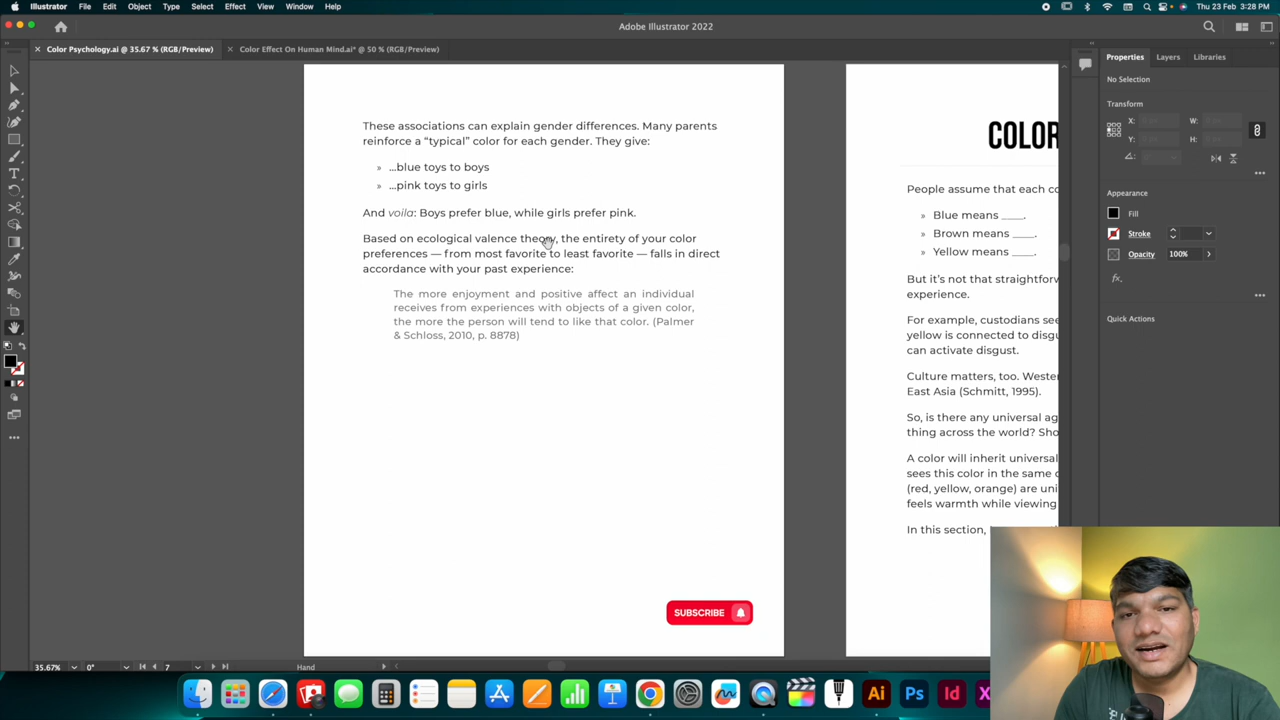 Illustrator File Edit Object Type Select Effect View Window Help
Thu 23 Feb 3:28 PM
Adobe Illustrator 2022
Color Psychology.ai @ 35.67 % (RGB/Preview)
Color Effect On Human Mind.ai* @ 50 % (RGB/Preview)
Properties Layers Libraries
No Selection
Transform
X: W:
Y: H:
Appearance
Fill
Stroke
Opacity 100%
fx.
Quick Actions
These associations can explain gender differences. Many parents
reinforce a “typical” color for each gender. They give:
» ...blue toys to boys
» ...pink toys to girls
And voila: Boys prefer blue, while girls prefer pink.
Based on ecological valence theory, the entirety of your color
preferences — from most favorite to least favorite — falls in direct
accordance with your past experience:
The more enjoyment and positive affect an individual
receives from experiences with objects of a given color,
the more the person will tend to like that color. (Palmer
& Schloss, 2010, p. 8878)
SUBSCRIBE
COLOR
People assume that each co
» Blue means ____.
» Brown means ____.
» Yellow means ____.
But it’s not that straightforv
experience.
For example, custodians see
yellow is connected to disgu
can activate disgust.
Culture matters, too. Wester
East Asia (Schmitt, 1995).
So, is there any universal ag
thing across the world? Sho
A color will inherit universal
sees this color in the same c
(red, yellow, orange) are uni
feels warmth while viewing
In this section,
35.67% 0° 7 Hand
Ai Ps Id X